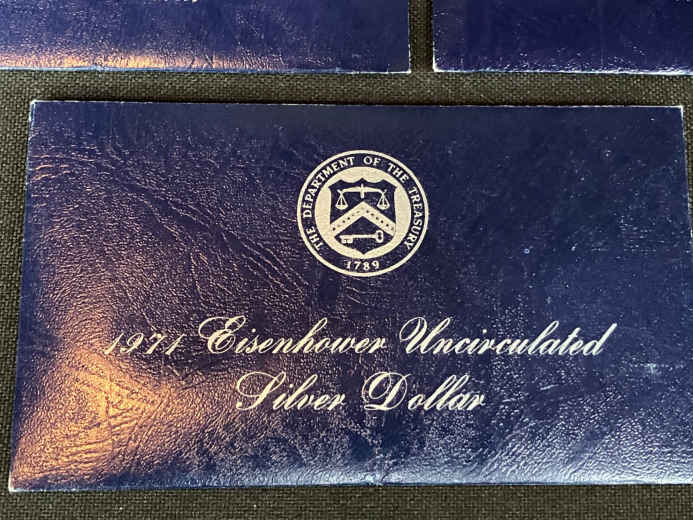 THE DEPARTMENT OF THE TREASURY
1789
1971 Eisenhower Uncirculated
Silver Dollar